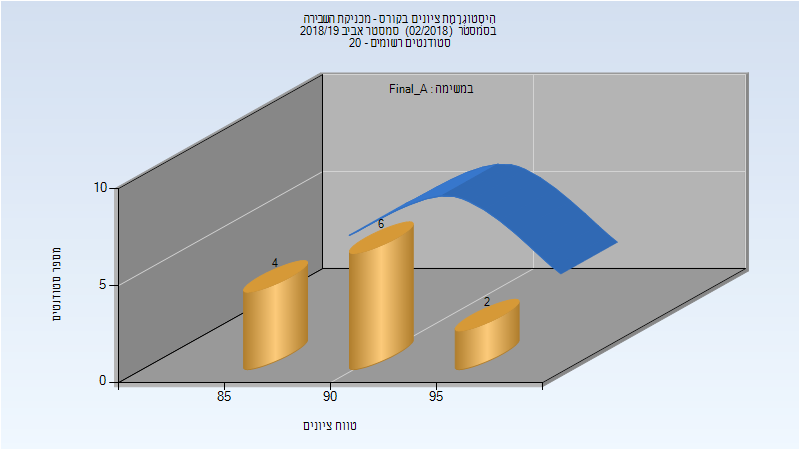 היסטוגרמת ציונים בקורס - מכניקת השבירה
בסמסטר (02/2018) סמסטר אביב 2018/19
סטודנטים רשומים - 20
במשימה : Final_A
10
5
0
מספר סטודנטים
4
6
2
85
90
95
טווח ציונים